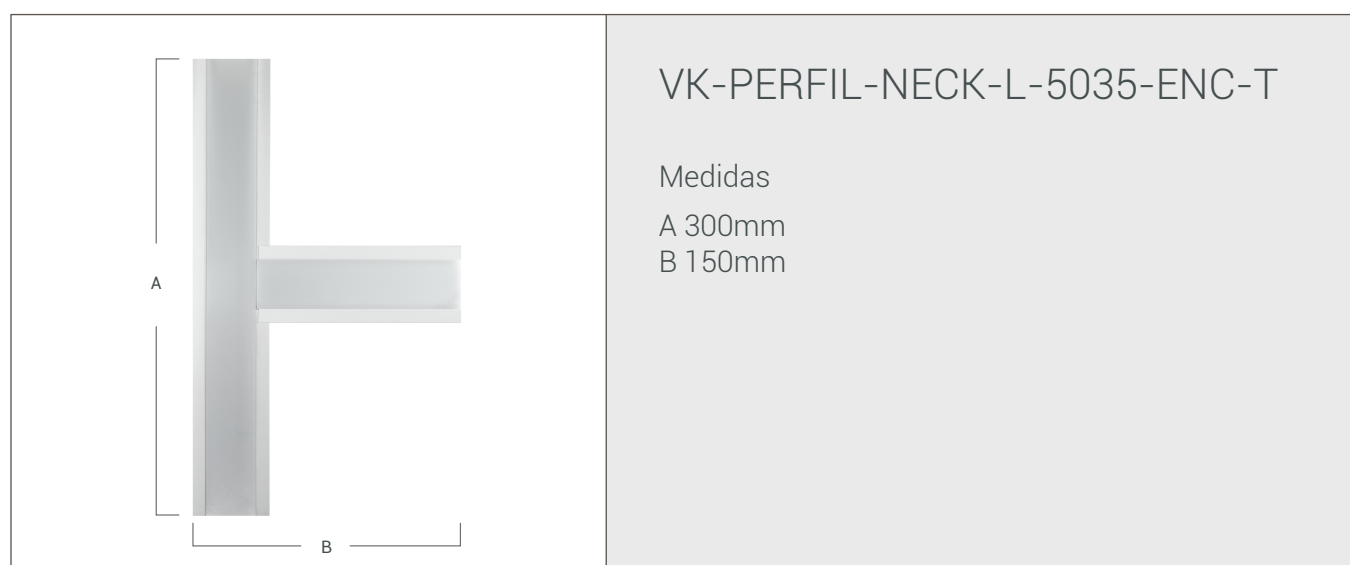 VK-PERFIL-NECK-L-5035-ENC-T
Medidas
A 300mm
B 150mm
A
B